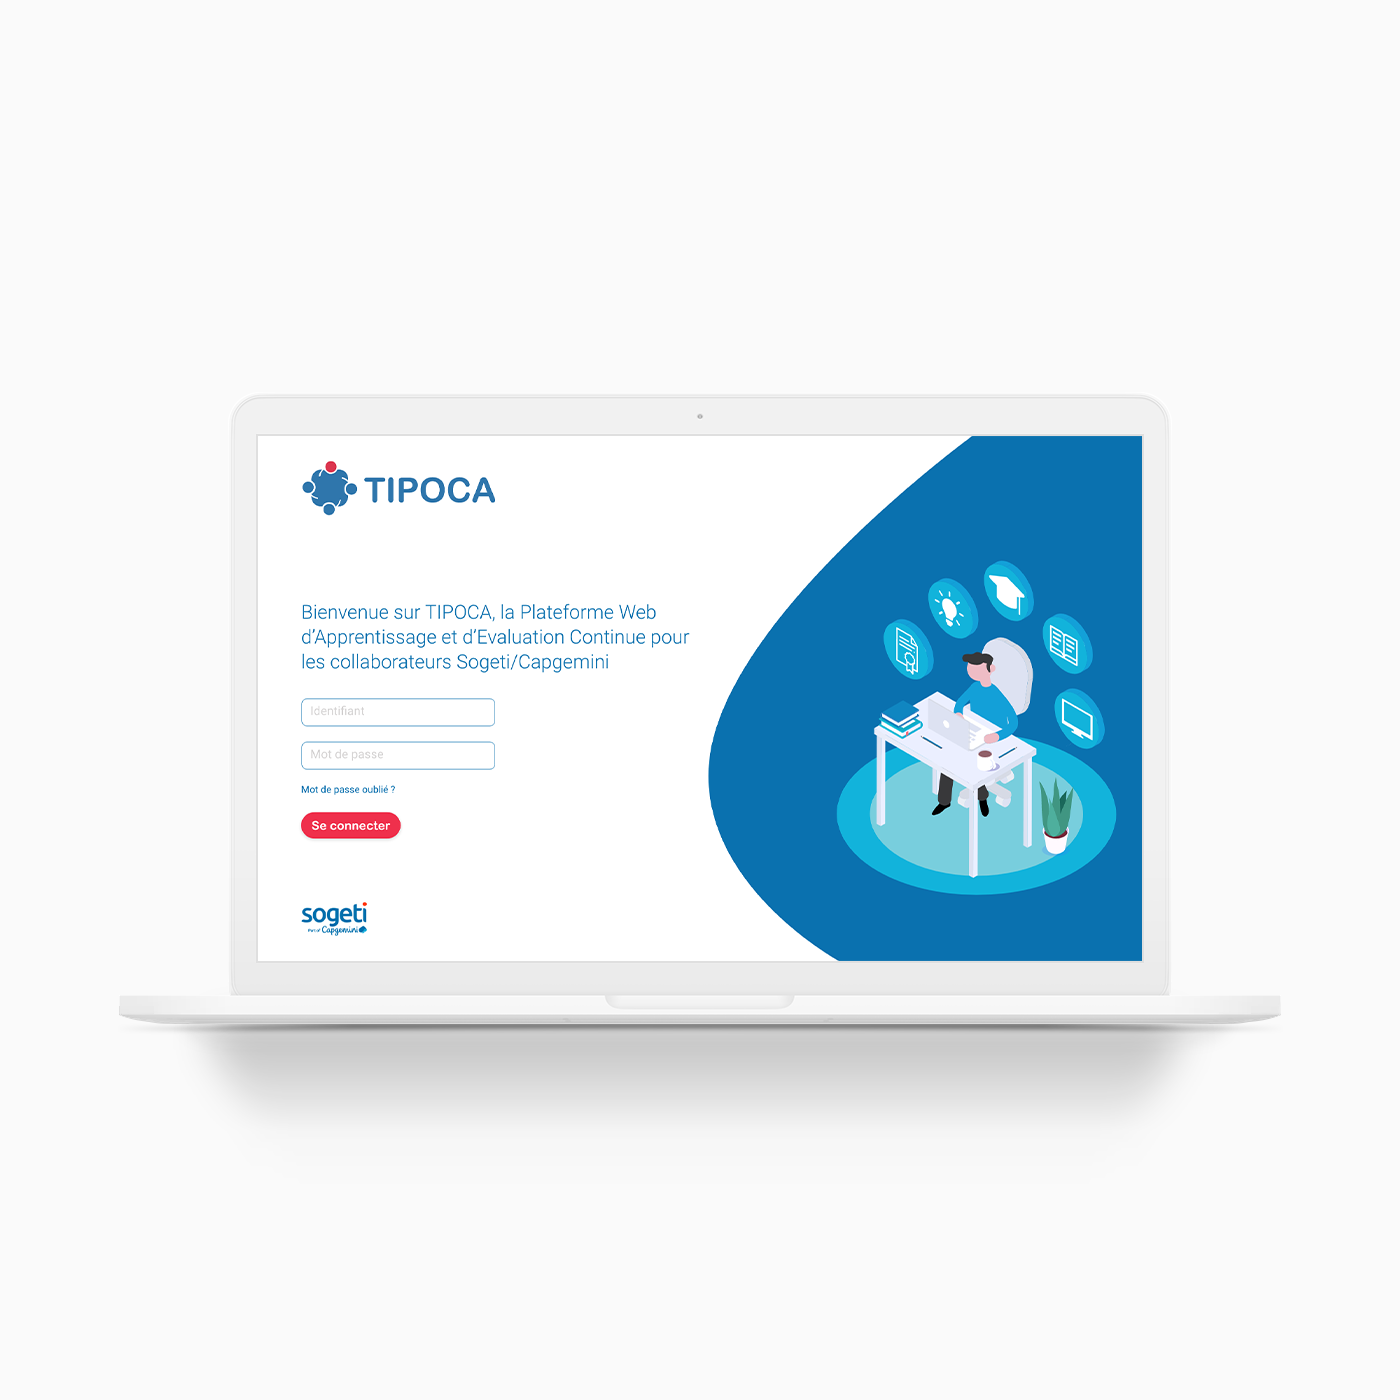 TIPOCA
Bienvenue sur TIPOCA, la Plateforme Web
d’Apprentissage et d’Evaluation Continue pour
les collaborateurs Sogeti/Capgemini
Identifiant
Mot de passe
Mot de passe oublié ?
Se connecter
sogeti
Part of Capgemini